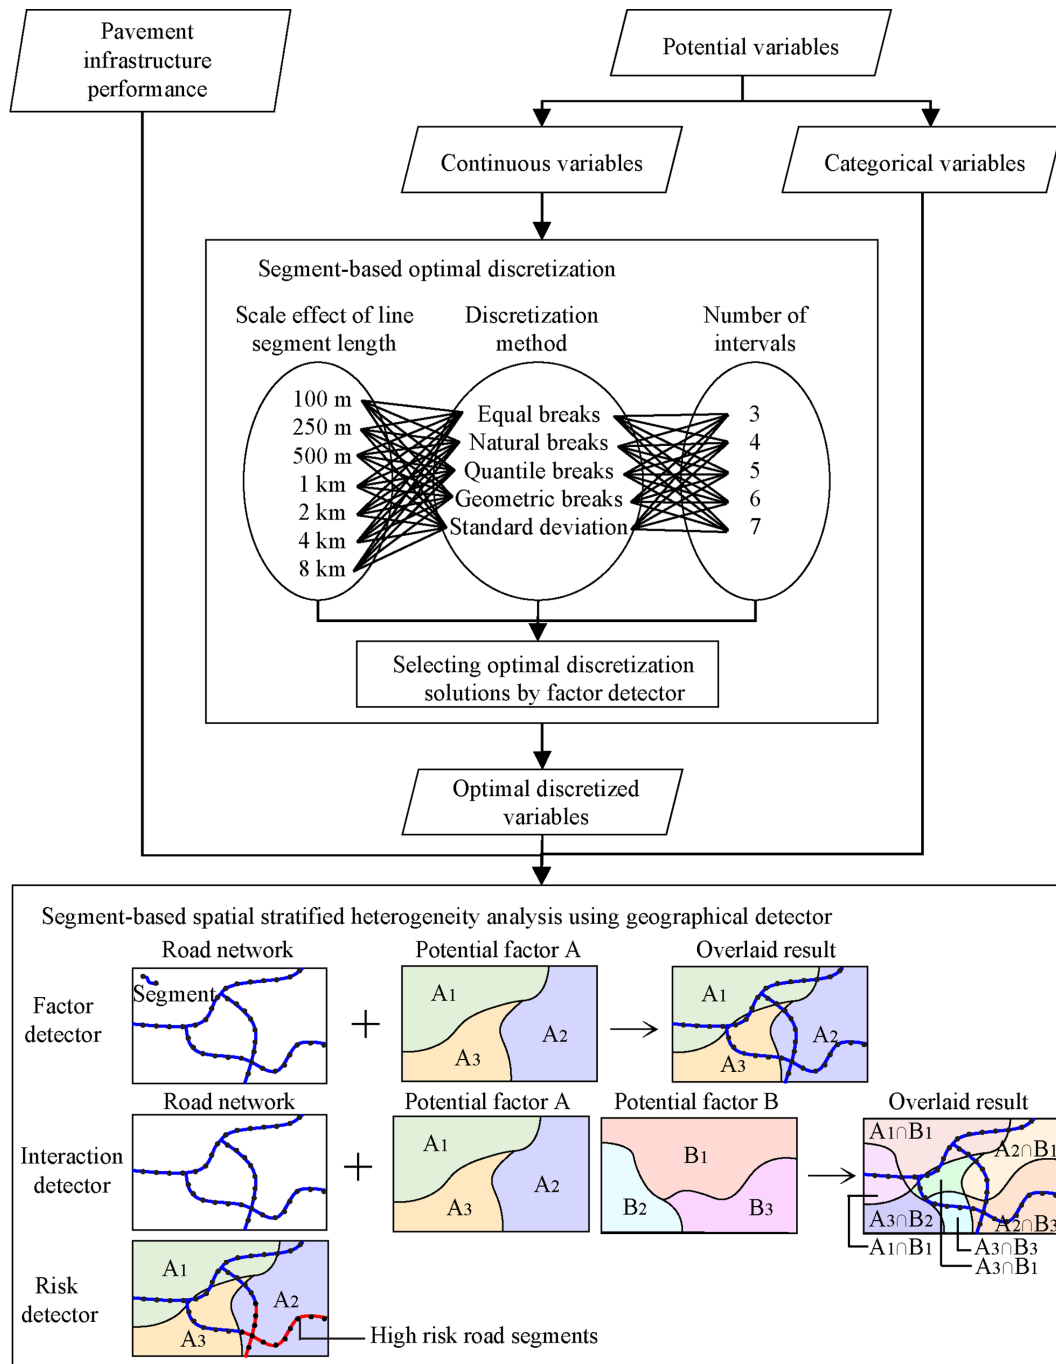 Pavement
infrastructure
performance
Potential variables
Continuous variables
Categorical variables
Segment-based optimal discretization
Scale effect of line
segment length
Discretization
method
Number of
intervals
100 m
250 m
500 m
1 km
2 km
4 km
8 km
Equal breaks
Natural breaks
Quantile breaks
Geometric breaks
Standard deviation
3
4
5
6
7
Selecting optimal discretization
solutions by factor detector
Optimal discretized
variables
Segment-based spatial stratified heterogeneity analysis using geographical detector
Road network
Potential factor A
Overlaid result
Factor
detector
Segment
+
A1
A2
A3
A1
A2
A3
Road network
Potential factor A
Potential factor B
Overlaid result
Interaction
detector
+
A1
A2
A3
B1
B2
B3
A1∩B1
A2∩B1
A3∩B2
A2∩B3
A1∩B1
A3∩B3
A3∩B1
Risk
detector
A1
A2
A3
High risk road segments